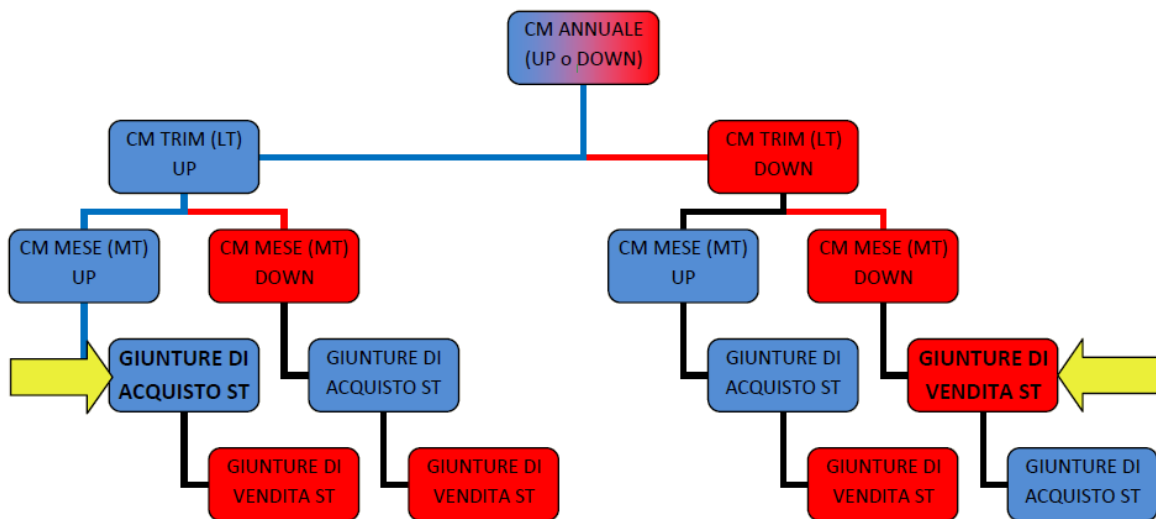 CM ANNUALE
(UP o DOWN)
CM TRIM (LT)
UP
CM TRIM (LT)
DOWN
CM MESE (MT)
UP
CM MESE (MT)
DOWN
CM MESE (MT)
UP
CM MESE (MT)
DOWN
GIUNTURE DI
ACQUISTO ST
GIUNTURE DI
ACQUISTO ST
GIUNTURE DI
ACQUISTO ST
GIUNTURE DI
VENDITA ST
GIUNTURE DI
VENDITA ST
GIUNTURE DI
VENDITA ST
GIUNTURE DI
VENDITA ST
GIUNTURE DI
ACQUISTO ST